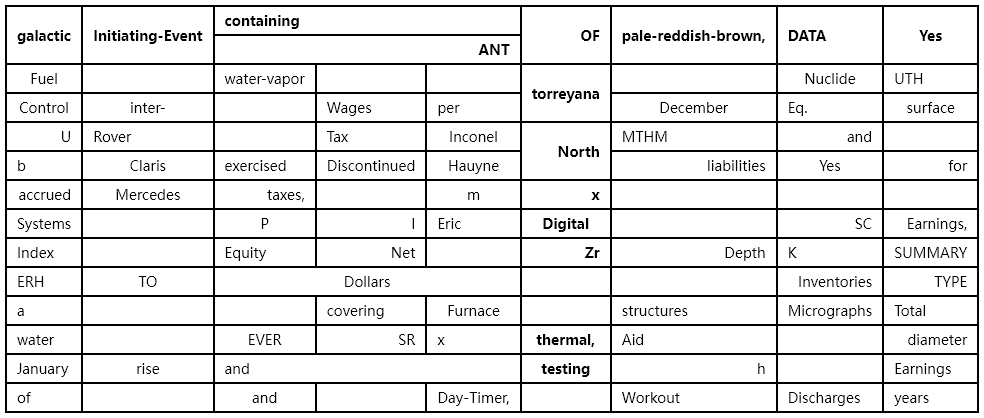 galactic Initiating-Event containing OF pale-reddish-brown, DATA Yes
ANT
Fuel water-vapor torreyana Nuclide UTH
Control inter- Wages per December Eq. surface
U Rover Tax Inconel North MTHM and
b Claris exercised Discontinued Hauyne liabilities Yes for
accrued Mercedes taxes, m x
Systems P I Eric Digital SC Earnings,
Index Equity Net Zr Depth K SUMMARY
ERH TO Dollars Inventories TYPE
a covering Furnace structures Micrographs Total
water EVER SR x thermal, Aid diameter
January rise and testing h Earnings
of and Day-Timer, Workout Discharges years